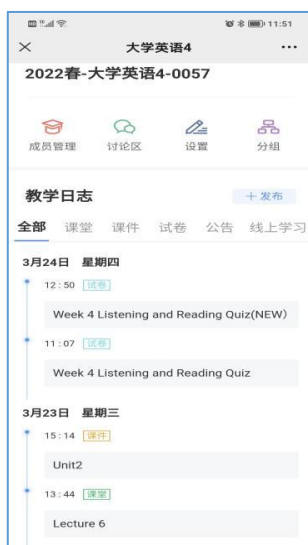 11:51
大学英语4
2022春-大学英语4-0057
成员管理 讨论区 设置 分组
教学日志 +发布
全部 课堂 课件 试卷 公告 线上学习
3月24日 星期四
12:50 试卷
Week 4 Listening and Reading Quiz(NEW)
11:07 试卷
Week 4 Listening and Reading Quiz
3月23日 星期三
15:14 课件
Unit2
13:44 课堂
Lecture 6